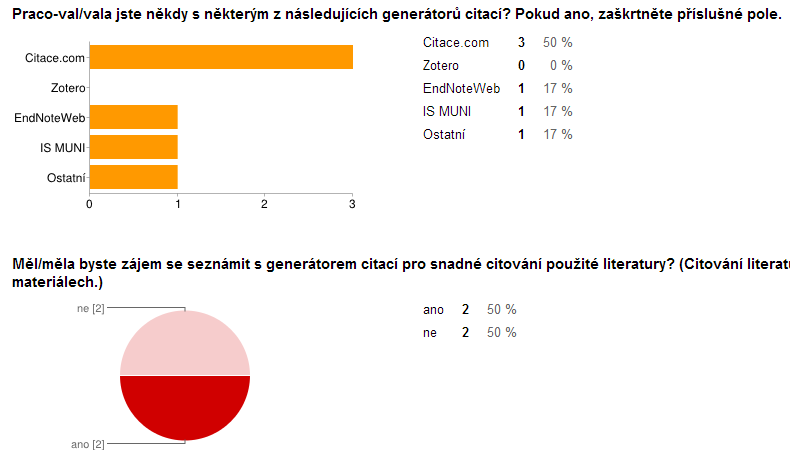 Praco-val/vala jste někdy s některým z následujících generátorů citací? Pokud ano, zaškrtněte příslušné pole.
Citace.com
Zotero
EndNoteWeb
IS MUNI
Ostatní
0 1 2 3
Citace.com 3 50 %
Zotero 0 0 %
EndNoteWeb 1 17 %
IS MUNI 1 17 %
Ostatní 1 17 %
Měl/měla byste zájem se seznámit s generátorem citací pro snadné citování použité literatury? (Citování literatu
materiálech.)
ne [2]
ano [2]
ano 2 50 %
ne 2 50 %